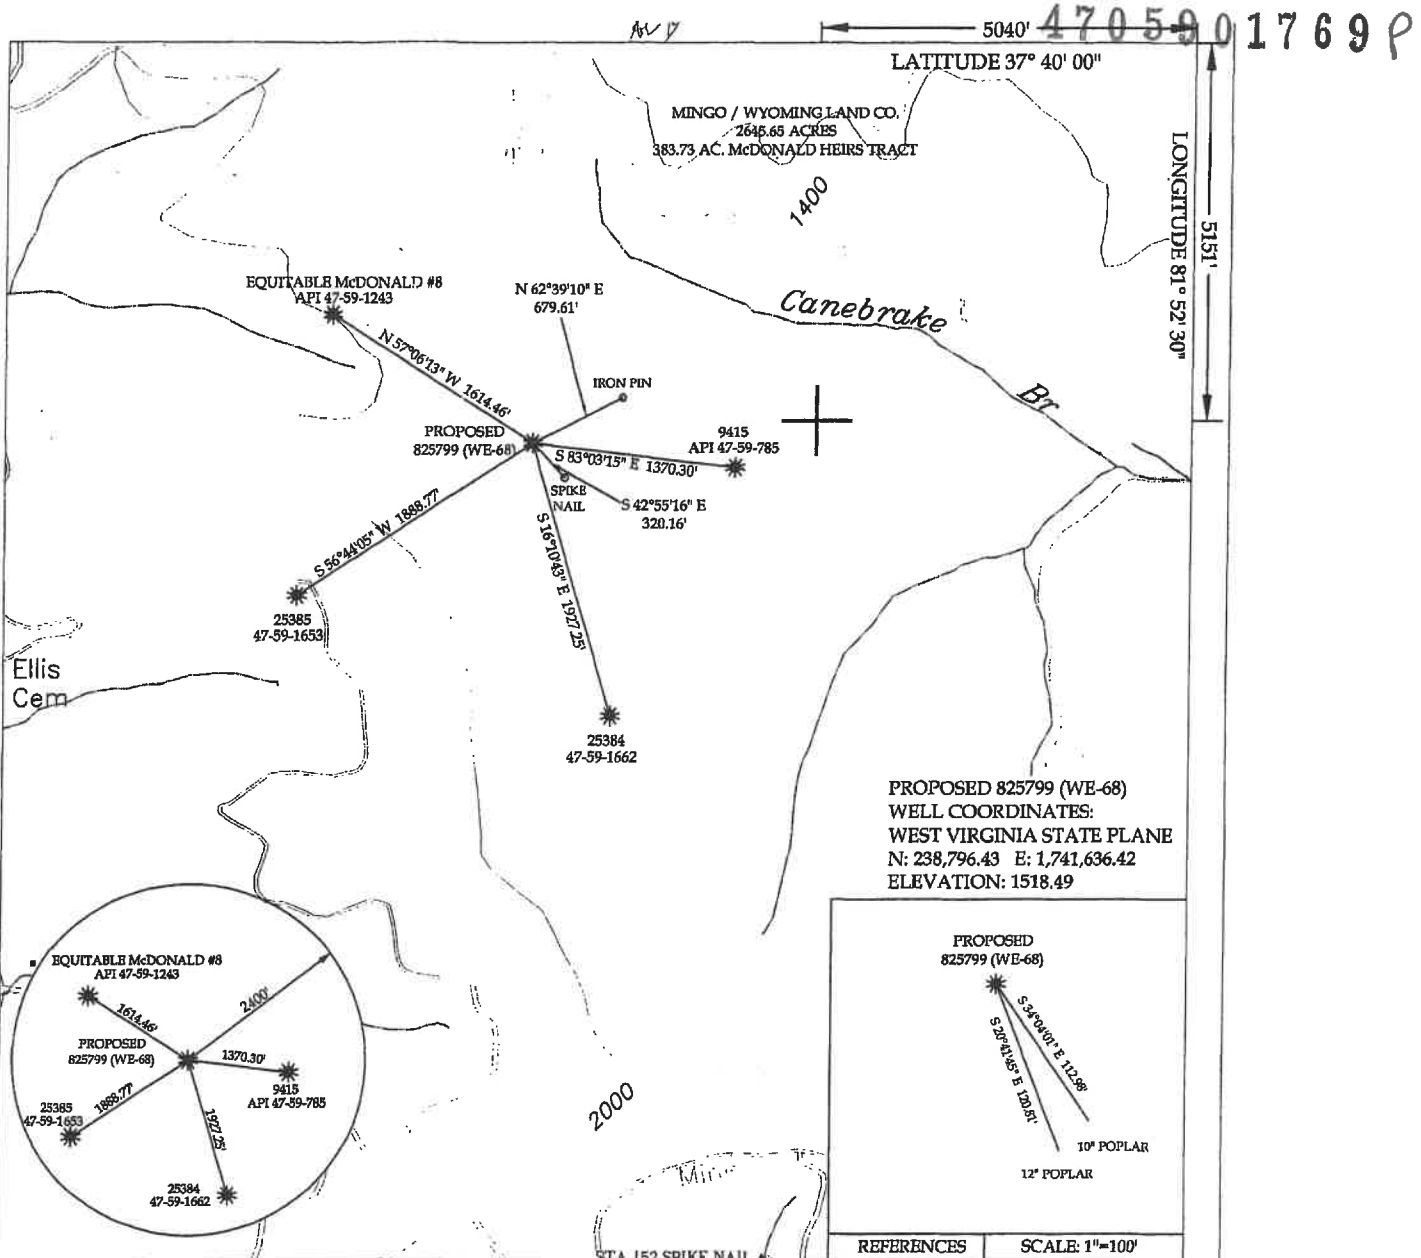 5040'
4705901769P
LATITUDE 37° 40' 00"
LONGITUDE 81° 52' 30"
5151'
MINGO / WYOMING LAND CO.
2645.65 ACRES
383.73 AC. McDONALD HEIRS TRACT
1400
EQUITABLE McDONALD #8
API 47-59-1243
N 62°39'10" E
679.61'
Canebrake
Br
N 57°06'13" W 1614.46'
IRON PIN
PROPOSED
825799 (WE-68)
9415
API 47-59-785
S 83°03'15" E 1370.30'
SPIKE
NAIL
S 42°55'16" E
320.16'
S 56°44'05" W 1888.77'
S 16°10'43" E 1927.25'
25385
47-59-1653
Ellis
Cem
25384
47-59-1662
PROPOSED 825799 (WE-68)
WELL COORDINATES:
WEST VIRGINIA STATE PLANE
N: 238,796.43 E: 1,741,636.42
ELEVATION: 1518.49
EQUITABLE McDONALD #8
API 47-59-1243
1614.46'
2400'
PROPOSED
825799 (WE-68)
1370.30'
9415
API 47-59-785
1888.77'
25385
47-59-1653
1927.25'
25384
47-59-1662
2000
PROPOSED
825799 (WE-68)
S 34°04'01" E 112.98'
S 20°41'45" E 120.81'
10" POPLAR
12" POPLAR
STA 152 SPIKE NAIL
REFERENCES
SCALE: 1"=100'